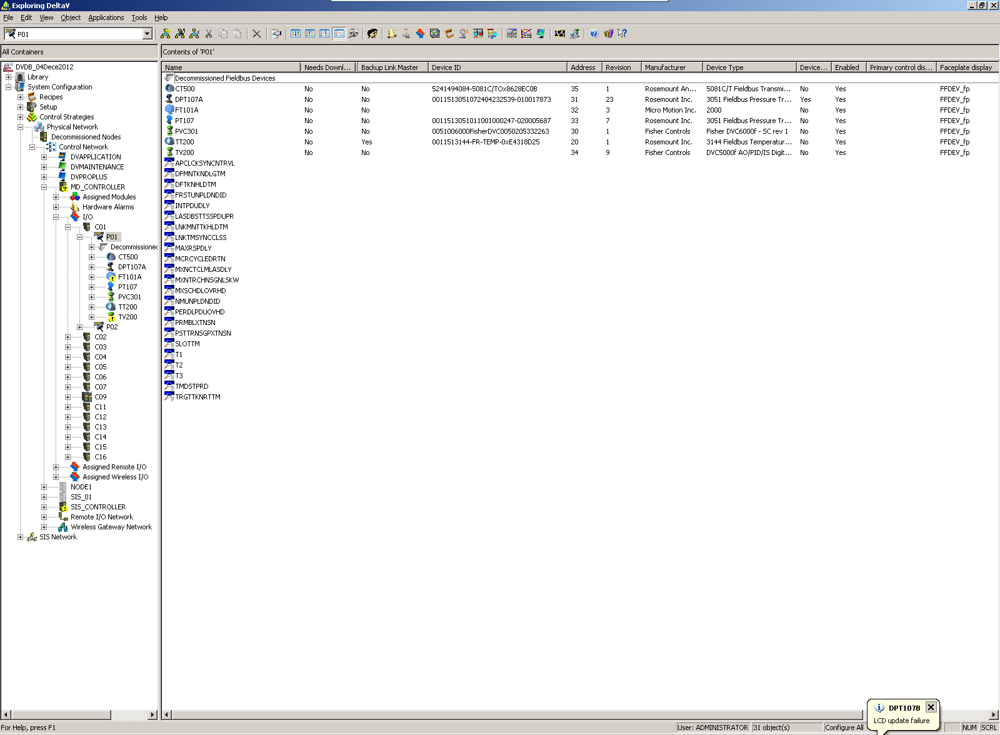 Exploring DeltaV
File Edit View Object Applications Tools Help
P01
All Containers
Contents of 'P01'
DVDB_04Dece2012
Library
System Configuration
Recipes
Setup
Control Strategies
Physical Network
Decommissioned Nodes
Control Network
DVAPPLICATION
DVMAINTENANCE
DVPROPLUS
MD_CONTROLLER
Assigned Modules
Hardware Alarms
I/O
C01
P01
Decommissioned
CT500
DPT107A
FT101A
PT107
PVC301
TT200
TV200
P02
C02
C03
C04
C05
C06
C07
C09
C11
C12
C13
C14
C15
C16
Assigned Remote I/O
Assigned Wireless I/O
NODE1
SIS_01
SIS_CONTROLLER
Remote I/O Network
Wireless Gateway Network
SIS Network
Name Needs Downl... Backup Link Master Device ID Address Revision Manufacturer Device Type Device... Enabled Primary control dis... Faceplate display
Decommissioned Fieldbus Devices
CT500 No No 5241494084-5081C/TOx8628EC0B 35 1 Rosemount An... 5081C/T Fieldbus Transmi... No Yes FFDEV_fp
DPT107A No No 0011513051072404232539-010017873 31 23 Rosemount Inc. 3051 Fieldbus Pressure Tr... Yes Yes FFDEV_fp
FT101A No No 32 3 Micro Motion Inc. 2000 No Yes FFDEV_fp
PT107 No No 0011513051011001000247-020005687 33 7 Rosemount Inc. 3051 Fieldbus Pressure Tr... No Yes FFDEV_fp
PVC301 No No 0051006000FisherDVC0050205332263 30 1 Fisher Controls Fisher DVC6000f - SC rev 1 No Yes FFDEV_fp
TT200 No Yes 0011513144-FR-TEMP-0xE4318D25 20 1 Rosemount Inc. 3144 Fieldbus Temperatur... No Yes FFDEV_fp
TV200 No No 34 9 Fisher Controls DVC5000f AO/PID/IS Digit... No Yes FFDEV_fp
APCLCKSYNCNTRVL
DFMNTKNDLGTM
DFTKNHLDTM
FRSTUNPLDNDID
INTPDUDLY
LASDBSTTSSPDUPR
LNKMNTTKHLDTM
LNKTMSYNCCLSS
MAXRSPDLY
MCRCYCLEDRTN
MXNCTCLMLASDLY
MXNTRCHNSGNLSKW
MXSCHDLOVRHD
NMUNPLDNDID
PERDLPDUOVHD
PRMBLXTNSN
PSTTRNSGPXTNSN
SLOTTM
T1
T2
T3
TMDSTPRD
TRGTTKNRTTM
DPT107B
LCD update failure
For Help, press F1 User: ADMINISTRATOR 31 object(s) Configure All NUM SCRL